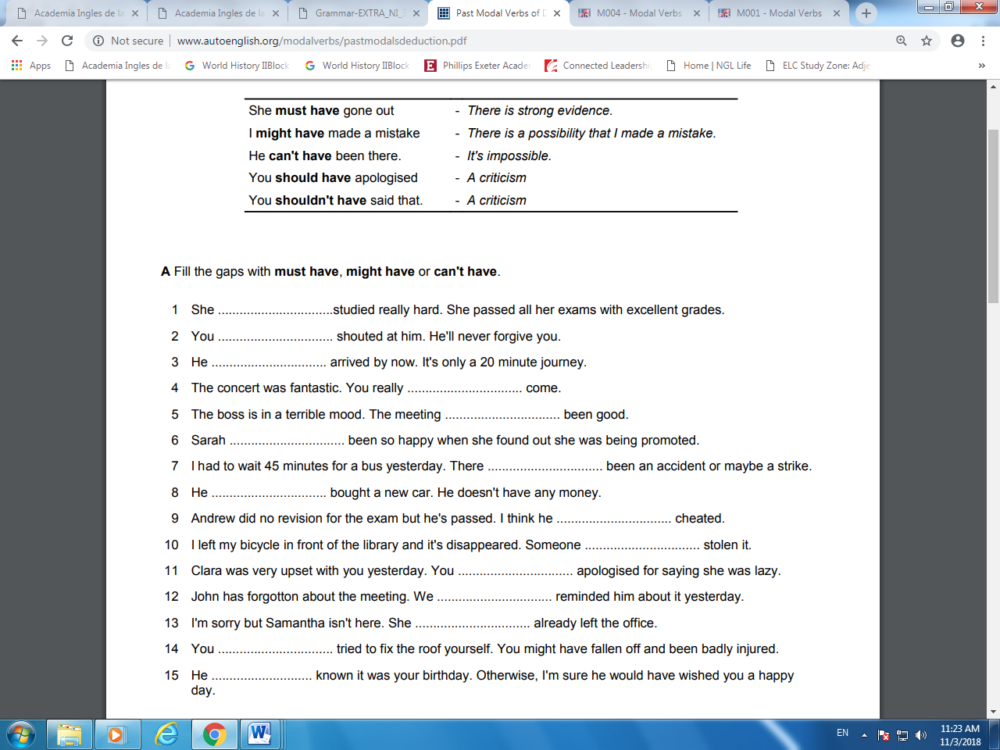 Academia Ingles de la
Academia Ingles de la
Grammar-EXTRA_NI_
Past Modal Verbs of D
M004 - Modal Verbs
M001 - Modal Verbs
Not secure | www.autoenglish.org/modalverbs/pastmodalsdeduction.pdf
Apps
Academia Ingles de la
World History IIBlock
World History IIBlock
Phillips Exeter Acader
Connected Leadershi
Home | NGL Life
ELC Study Zone: Adje
»
She must have gone out - There is strong evidence.
I might have made a mistake - There is a possibility that I made a mistake.
He can't have been there. - It's impossible.
You should have apologised - A criticism
You shouldn't have said that. - A criticism
A Fill the gaps with must have, might have or can't have.
1 She ................................studied really hard. She passed all her exams with excellent grades.
2 You ................................ shouted at him. He'll never forgive you.
3 He ................................ arrived by now. It's only a 20 minute journey.
4 The concert was fantastic. You really ................................ come.
5 The boss is in a terrible mood. The meeting ................................ been good.
6 Sarah ................................ been so happy when she found out she was being promoted.
7 I had to wait 45 minutes for a bus yesterday. There ................................ been an accident or maybe a strike.
8 He ................................ bought a new car. He doesn't have any money.
9 Andrew did no revision for the exam but he's passed. I think he ................................ cheated.
10 I left my bicycle in front of the library and it's disappeared. Someone ................................ stolen it.
11 Clara was very upset with you yesterday. You ................................ apologised for saying she was lazy.
12 John has forgotton about the meeting. We ................................ reminded him about it yesterday.
13 I'm sorry but Samantha isn't here. She ................................ already left the office.
14 You ................................ tried to fix the roof yourself. You might have fallen off and been badly injured.
15 He ............................ known it was your birthday. Otherwise, I'm sure he would have wished you a happy
day.
EN
11:23 AM
11/3/2018